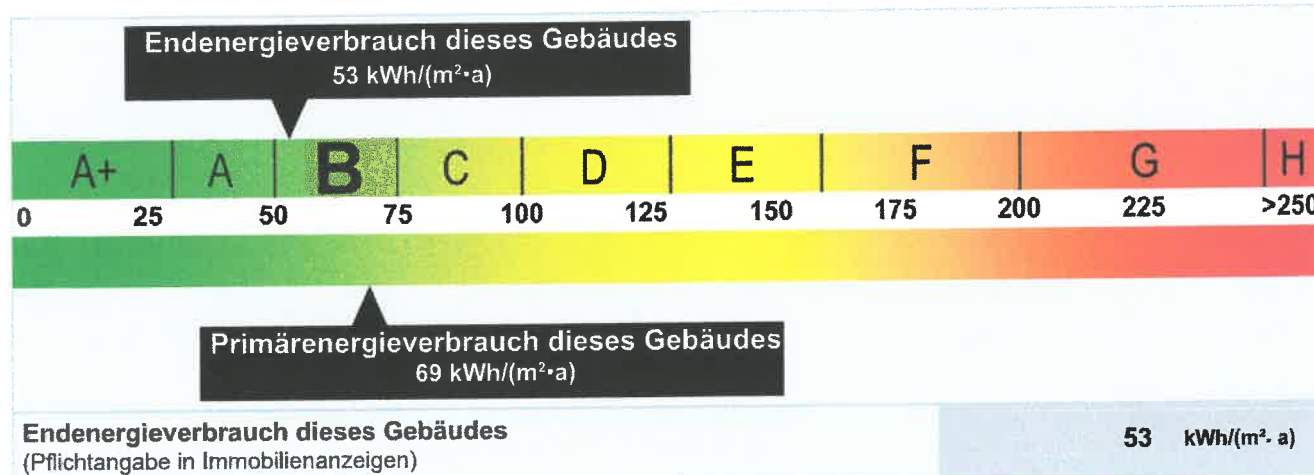 Endenergieverbrauch dieses Gebäudes
53 kWh/(m²·a)
A+ A B C D E F G H
0 25 50 75 100 125 150 175 200 225 >250
Primärenergieverbrauch dieses Gebäudes
69 kWh/(m²·a)
Endenergieverbrauch dieses Gebäudes 53 kWh/(m²· a)
(Pflichtangabe in Immobilienanzeigen)